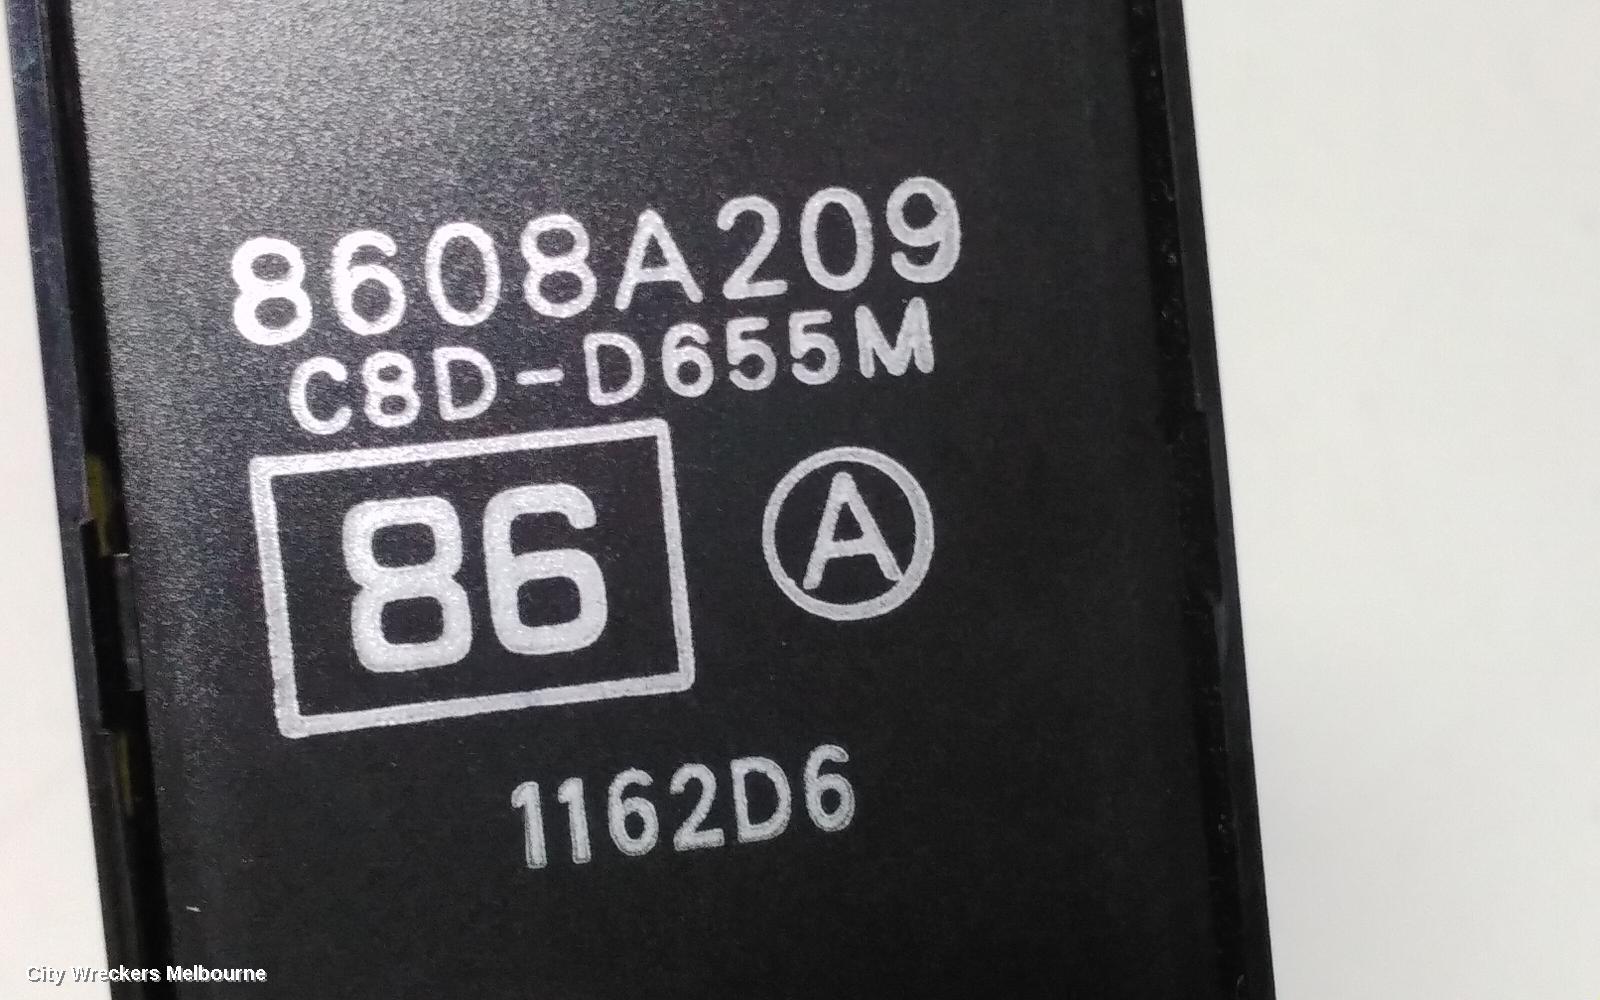 8608A209
C8D-D655M
86 A
1162D6
City Wreckers Melbourne